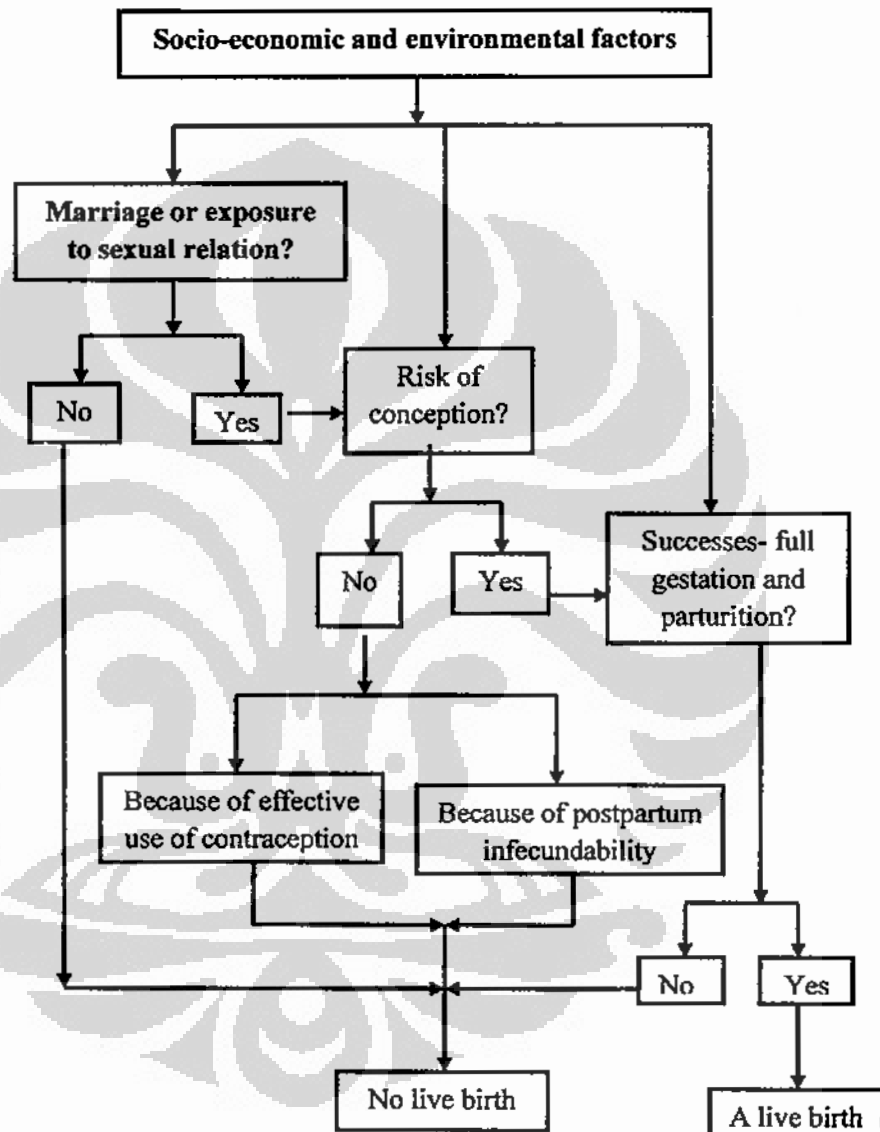 Socio-economic and environmental factors
Marriage or exposure
to sexual relation?
No
Yes
Risk of
conception?
No
Yes
Successes- full
gestation and
parturition?
Because of effective
use of contraception
Because of postpartum
infecundability
No
Yes
No live birth
A live birth